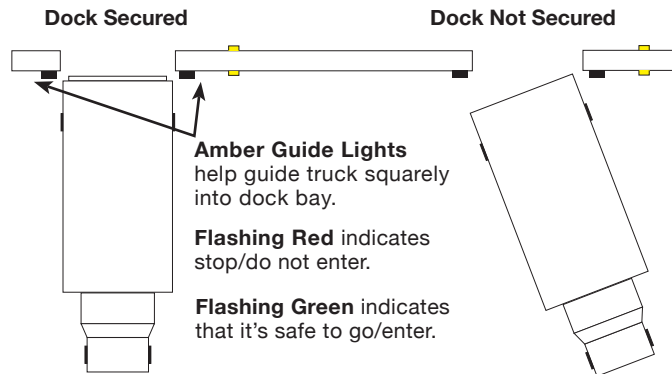 Dock Secured
Dock Not Secured
Amber Guide Lights
help guide truck squarely
into dock bay.
Flashing Red indicates
stop/do not enter.
Flashing Green indicates
that it's safe to go/enter.